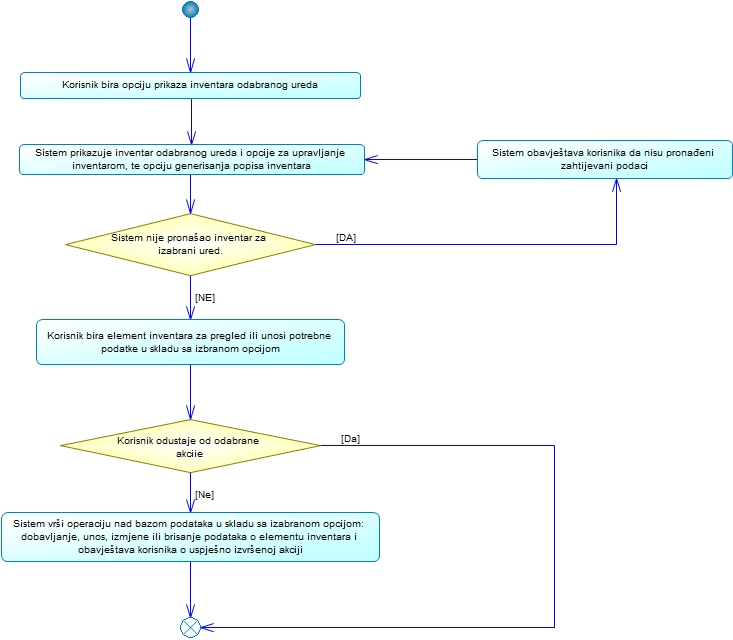 Korisnik bira opciju prikaza inventara odabranog ureda
Sistem prikazuje inventar odabranog ureda i opcije za upravljanje
inventarom, te opciju generisanja popisa inventara
Sistem obavještava korisnika da nisu pronađeni
zahtijevani podaci
Sistem nije pronašao inventar za
izabrani ured.
[DA]
[NE]
Korisnik bira element inventara za pregled ili unosi potrebne
podatke u skladu sa izbranom opcijom
Korisnik odustaje od odabrane
akcije
[Da]
[Ne]
Sistem vrši operaciju nad bazom podataka u skladu sa izabranom opcijom:
dobavljanje, unos, izmjene ili brisanje podataka o elementu inventara i
obavještava korisnika o uspješno izvršenoj akciji